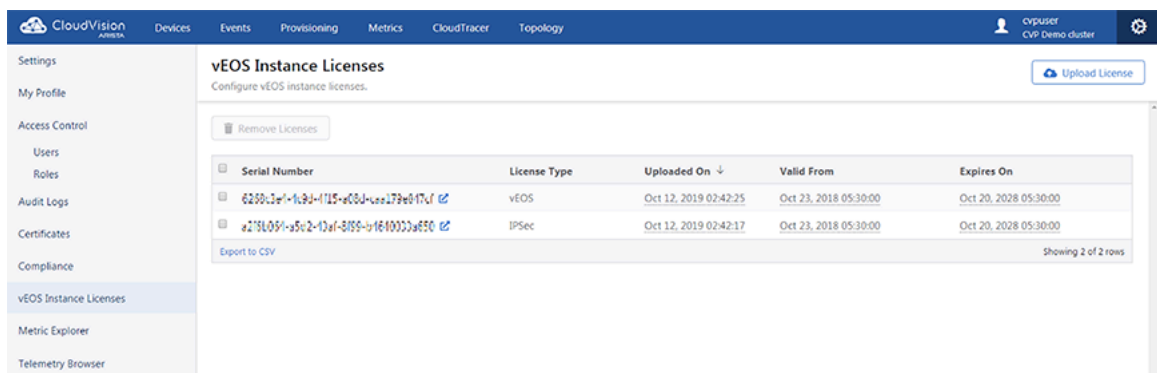 CloudVision
ARISTA
Devices Events Provisioning Metrics CloudTracer Topology
cvpuser
CVP Demo cluster
Settings
My Profile
Access Control
Users
Roles
Audit Logs
Certificates
Compliance
vEOS Instance Licenses
Metric Explorer
Telemetry Browser
vEOS Instance Licenses
Configure vEOS instance licenses.
Upload License
Remove Licenses
Serial Number License Type Uploaded On ↓ Valid From Expires On
vEOS Oct 12, 2019 02:42:25 Oct 23, 2018 05:30:00 Oct 20, 2028 05:30:00
IPSec Oct 12, 2019 02:42:17 Oct 23, 2018 05:30:00 Oct 20, 2028 05:30:00
Export to CSV Showing 2 of 2 rows